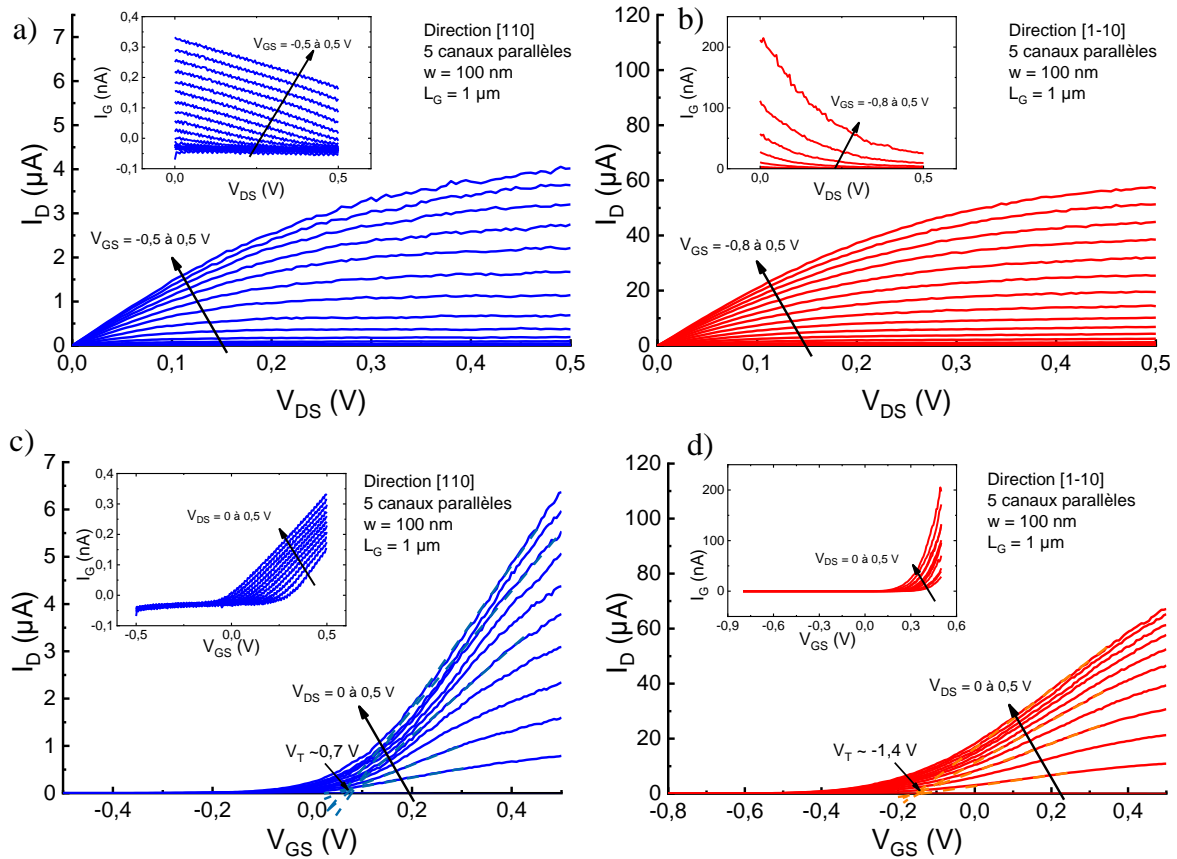 a)
I_D (µA)
7
6
5
4
3
2
1
0
0,0 0,1 0,2 0,3 0,4 0,5
V_DS (V)
I_G (nA)
0,4
0,3
0,2
0,1
0,0
-0,1
0,0 0,5
V_DS (V)
V_GS = -0,5 à 0,5 V
Direction [110]
5 canaux parallèles
w = 100 nm
L_G = 1 µm
V_GS = -0,5 à 0,5 V
b)
I_D (µA)
120
100
80
60
40
20
0
0,0 0,1 0,2 0,3 0,4 0,5
V_DS (V)
I_G (nA)
200
100
0
0,0 0,5
V_DS (V)
V_GS = -0,8 à 0,5 V
Direction [1-10]
5 canaux parallèles
w = 100 nm
L_G = 1 µm
V_GS = -0,8 à 0,5 V
c)
I_D (µA)
7
6
5
4
3
2
1
0
-0,4 -0,2 0,0 0,2 0,4
V_GS (V)
I_G (nA)
0,4
0,3
0,2
0,1
0,0
-0,1
-0,5 0,0 0,5
V_GS (V)
V_DS = 0 à 0,5 V
Direction [110]
5 canaux parallèles
w = 100 nm
L_G = 1 µm
V_DS = 0 à 0,5 V
V_T ~0,7 V
d)
I_D (µA)
120
100
80
60
40
20
0
-0,8 -0,6 -0,4 -0,2 0,0 0,2 0,4
V_GS (V)
I_G (nA)
200
100
0
-0,9 -0,6 -0,3 0,0 0,3 0,6
V_GS (V)
V_DS = 0 à 0,5 V
Direction [1-10]
5 canaux parallèles
w = 100 nm
L_G = 1 µm
V_DS = 0 à 0,5 V
V_T ~ -1,4 V